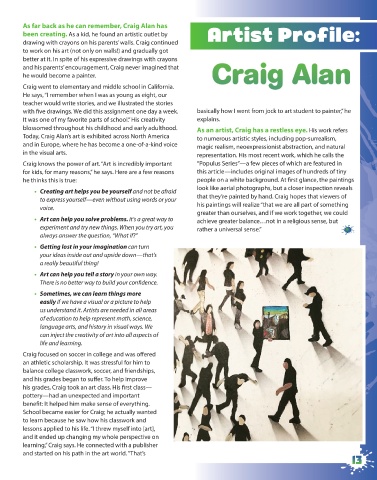 As far back as he can remember, Craig Alan has
been creating. As a kid, he found an artistic outlet by
drawing with crayons on his parents' walls. Craig continued
to work on his art (not only on walls!) and gradually got
better at it. In spite of his expressive drawings with crayons
and his parents' encouragement, Craig never imagined that
he would become a painter.
Craig went to elementary and middle school in California.
He says, "I remember when I was as young as eight, our
teacher would write stories, and we illustrated the stories
with five drawings. We did this assignment one day a week.
It was one of my favorite parts of school." His creativity
blossomed throughout his childhood and early adulthood.
Today, Craig Alan's art is exhibited across North America
and in Europe, where he has become a one-of-a-kind voice
in the visual arts.
Craig knows the power of art. "Art is incredibly important
for kids, for many reasons," he says. Here are a few reasons
he thinks this is true:
• Creating art helps you be yourself and not be afraid
to express yourself—even without using words or your
voice.
• Art can help you solve problems. It's a great way to
experiment and try new things. When you try art, you
always answer the question, "What if?"
• Getting lost in your imagination can turn
your ideas inside out and upside down—that's
a really beautiful thing!
• Art can help you tell a story in your own way.
There is no better way to build your confidence.
• Sometimes, we can learn things more
easily if we have a visual or a picture to help
us understand it. Artists are needed in all areas
of education to help represent math, science,
language arts, and history in visual ways. We
can inject the creativity of art into all aspects of
life and learning.
Craig focused on soccer in college and was offered
an athletic scholarship. It was stressful for him to
balance college classwork, soccer, and friendships,
and his grades began to suffer. To help improve
his grades, Craig took an art class. His first class—
pottery—had an unexpected and important
benefit: It helped him make sense of everything.
School became easier for Craig; he actually wanted
to learn because he saw how his classwork and
lessons applied to his life. "I threw myself into [art],
and it ended up changing my whole perspective on
learning," Craig says. He connected with a publisher
and started on his path in the art world. "That's
Artist Profile:
Craig Alan
basically how I went from jock to art student to painter," he
explains.
As an artist, Craig has a restless eye. His work refers
to numerous artistic styles, including pop-surrealism,
magic realism, neoexpressionist abstraction, and natural
representation. His most recent work, which he calls the
"Populus Series"—a few pieces of which are featured in
this article—includes original images of hundreds of tiny
people on a white background. At first glance, the paintings
look like aerial photographs, but a closer inspection reveals
that they're painted by hand. Craig hopes that viewers of
his paintings will realize "that we are all part of something
greater than ourselves, and if we work together, we could
achieve greater balance…not in a religious sense, but
rather a universal sense."
13